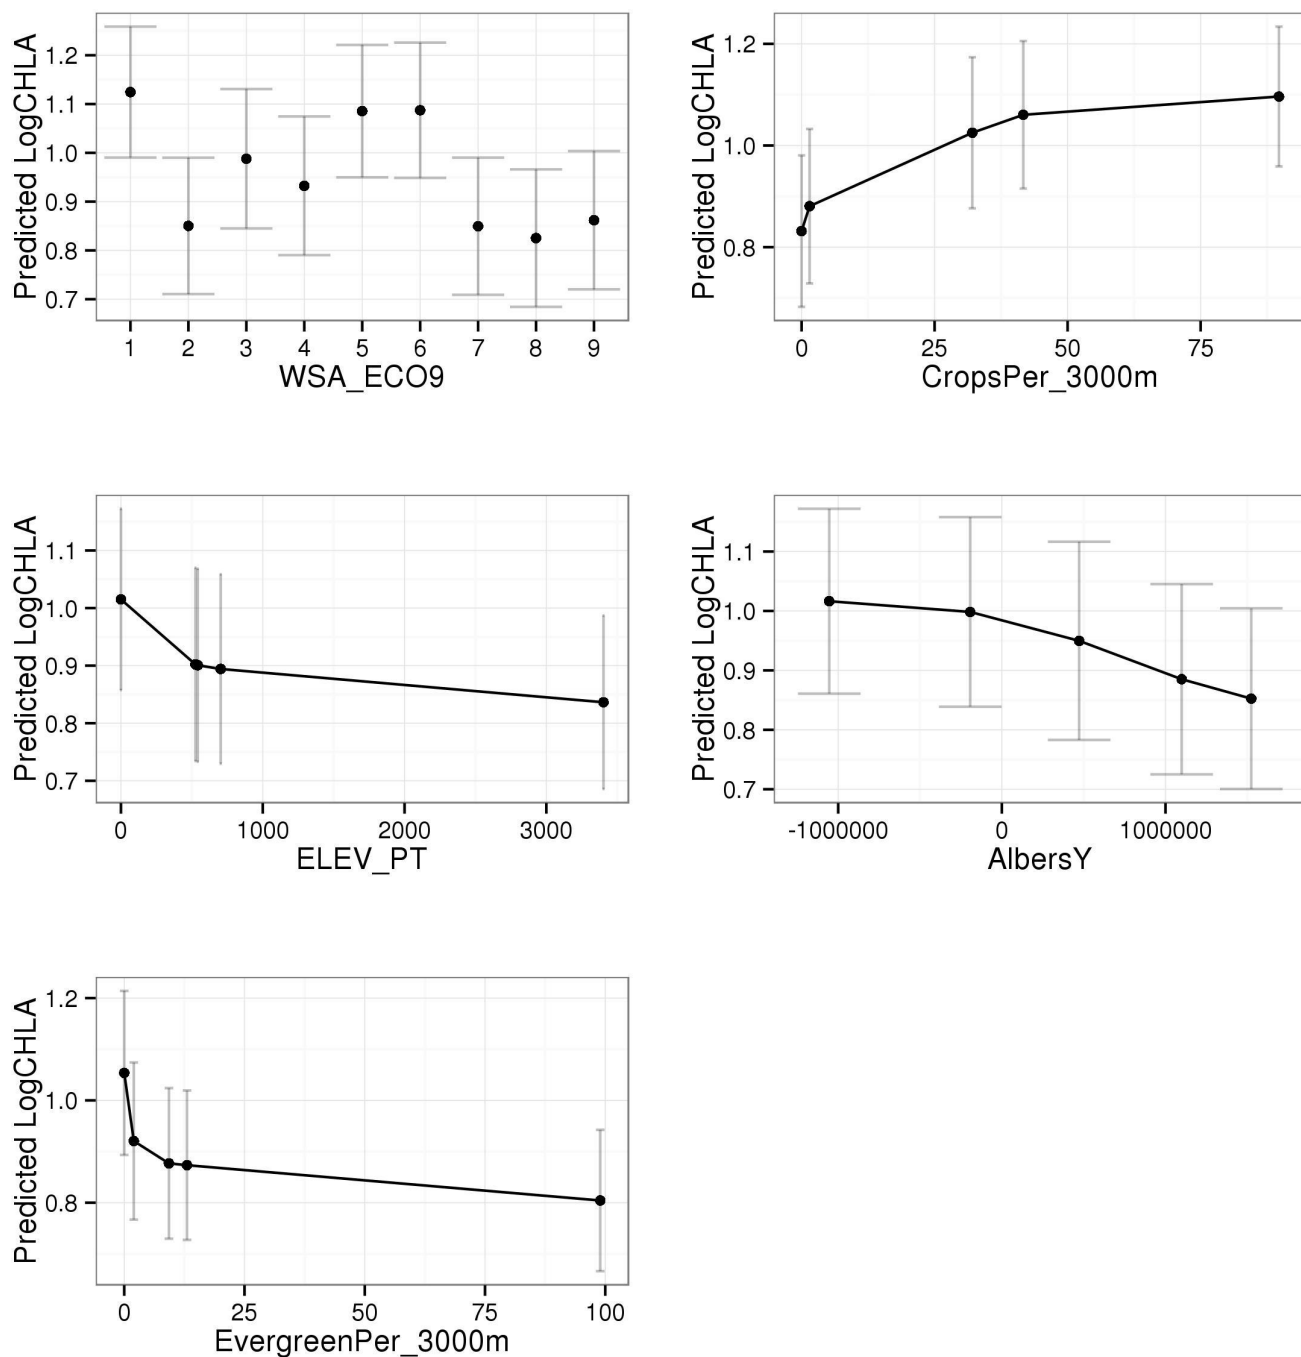 Predicted LogCHLA
1.2
1.1
1.0
0.9
0.8
0.7
1 2 3 4 5 6 7 8 9
WSA_ECO9
Predicted LogCHLA
1.2
1.0
0.8
0 25 50 75
CropsPer_3000m
Predicted LogCHLA
1.1
1.0
0.9
0.8
0.7
0 1000 2000 3000
ELEV_PT
Predicted LogCHLA
1.1
1.0
0.9
0.8
0.7
-1000000 0 1000000
AlbersY
Predicted LogCHLA
1.2
1.0
0.8
0 25 50 75 100
EvergreenPer_3000m